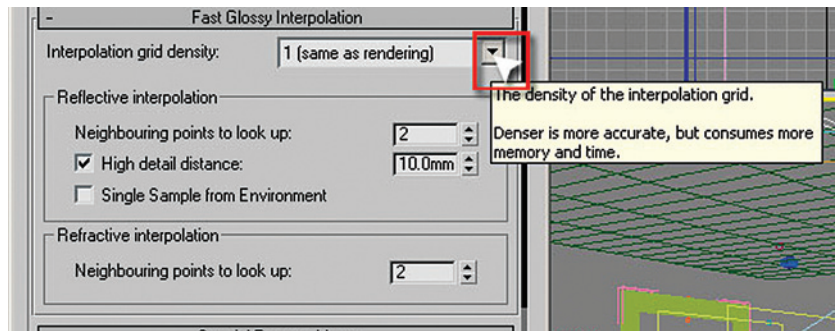 - Fast Glossy Interpolation
Interpolation grid density: 1 (same as rendering)
The density of the interpolation grid.
Denser is more accurate, but consumes more
memory and time.
Reflective interpolation
Neighbouring points to look up: 2
High detail distance: 10.0mm
Single Sample from Environment
Refractive interpolation
Neighbouring points to look up: 2